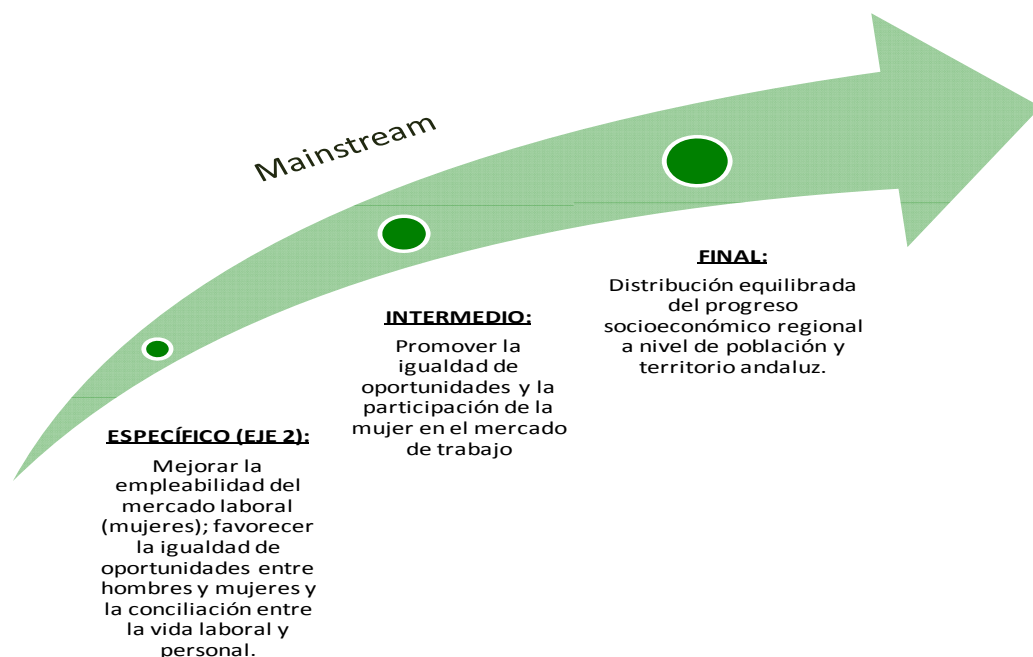 Mainstream
ESPECÍFICO (EJE 2):
Mejorar la
empleabilidad del
mercado laboral
(mujeres); favorecer
la igualdad de
oportunidades entre
hombres y mujeres y
la conciliación entre
la vida laboral y
personal.
INTERMEDIO:
Promover la
igualdad de
oportunidades y la
participación de la
mujer en el mercado
de trabajo
FINAL:
Distribución equilibrada
del progreso
socioeconómico regional
a nivel de población y
territorio andaluz.